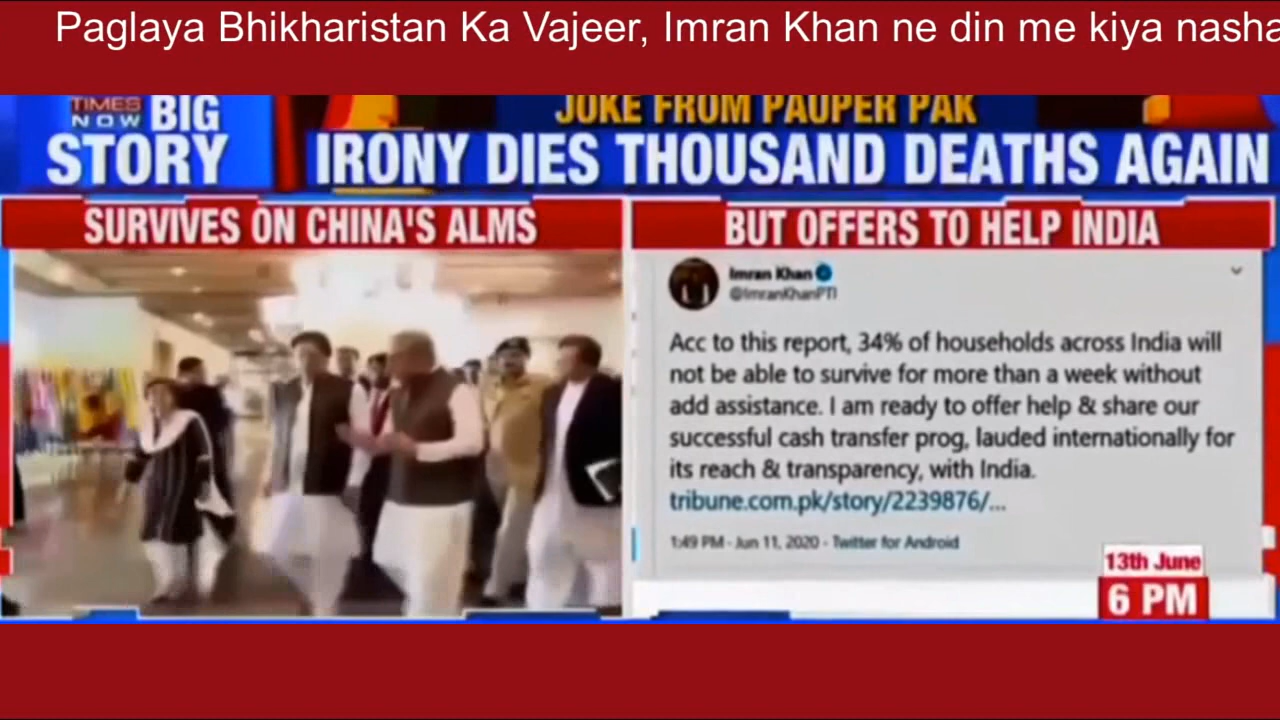 Paglaya Bhikharistan Ka Vajeer, Imran Khan ne din me kiya nasha
TIMES
NOW
BIG
STORY
JOKE FROM PAUPER PAK
IRONY DIES THOUSAND DEATHS AGAIN
SURVIVES ON CHINA'S ALMS
BUT OFFERS TO HELP INDIA
Imran Khan
@ImranKhanPTI
Acc to this report, 34% of households across India will
not be able to survive for more than a week without
add assistance. I am ready to offer help & share our
successful cash transfer prog, lauded internationally for
its reach & transparency, with India.
tribune.com.pk/story/2239876/...
1:49 PM - Jun 11, 2020 - Twitter for Android
13th June
6 PM